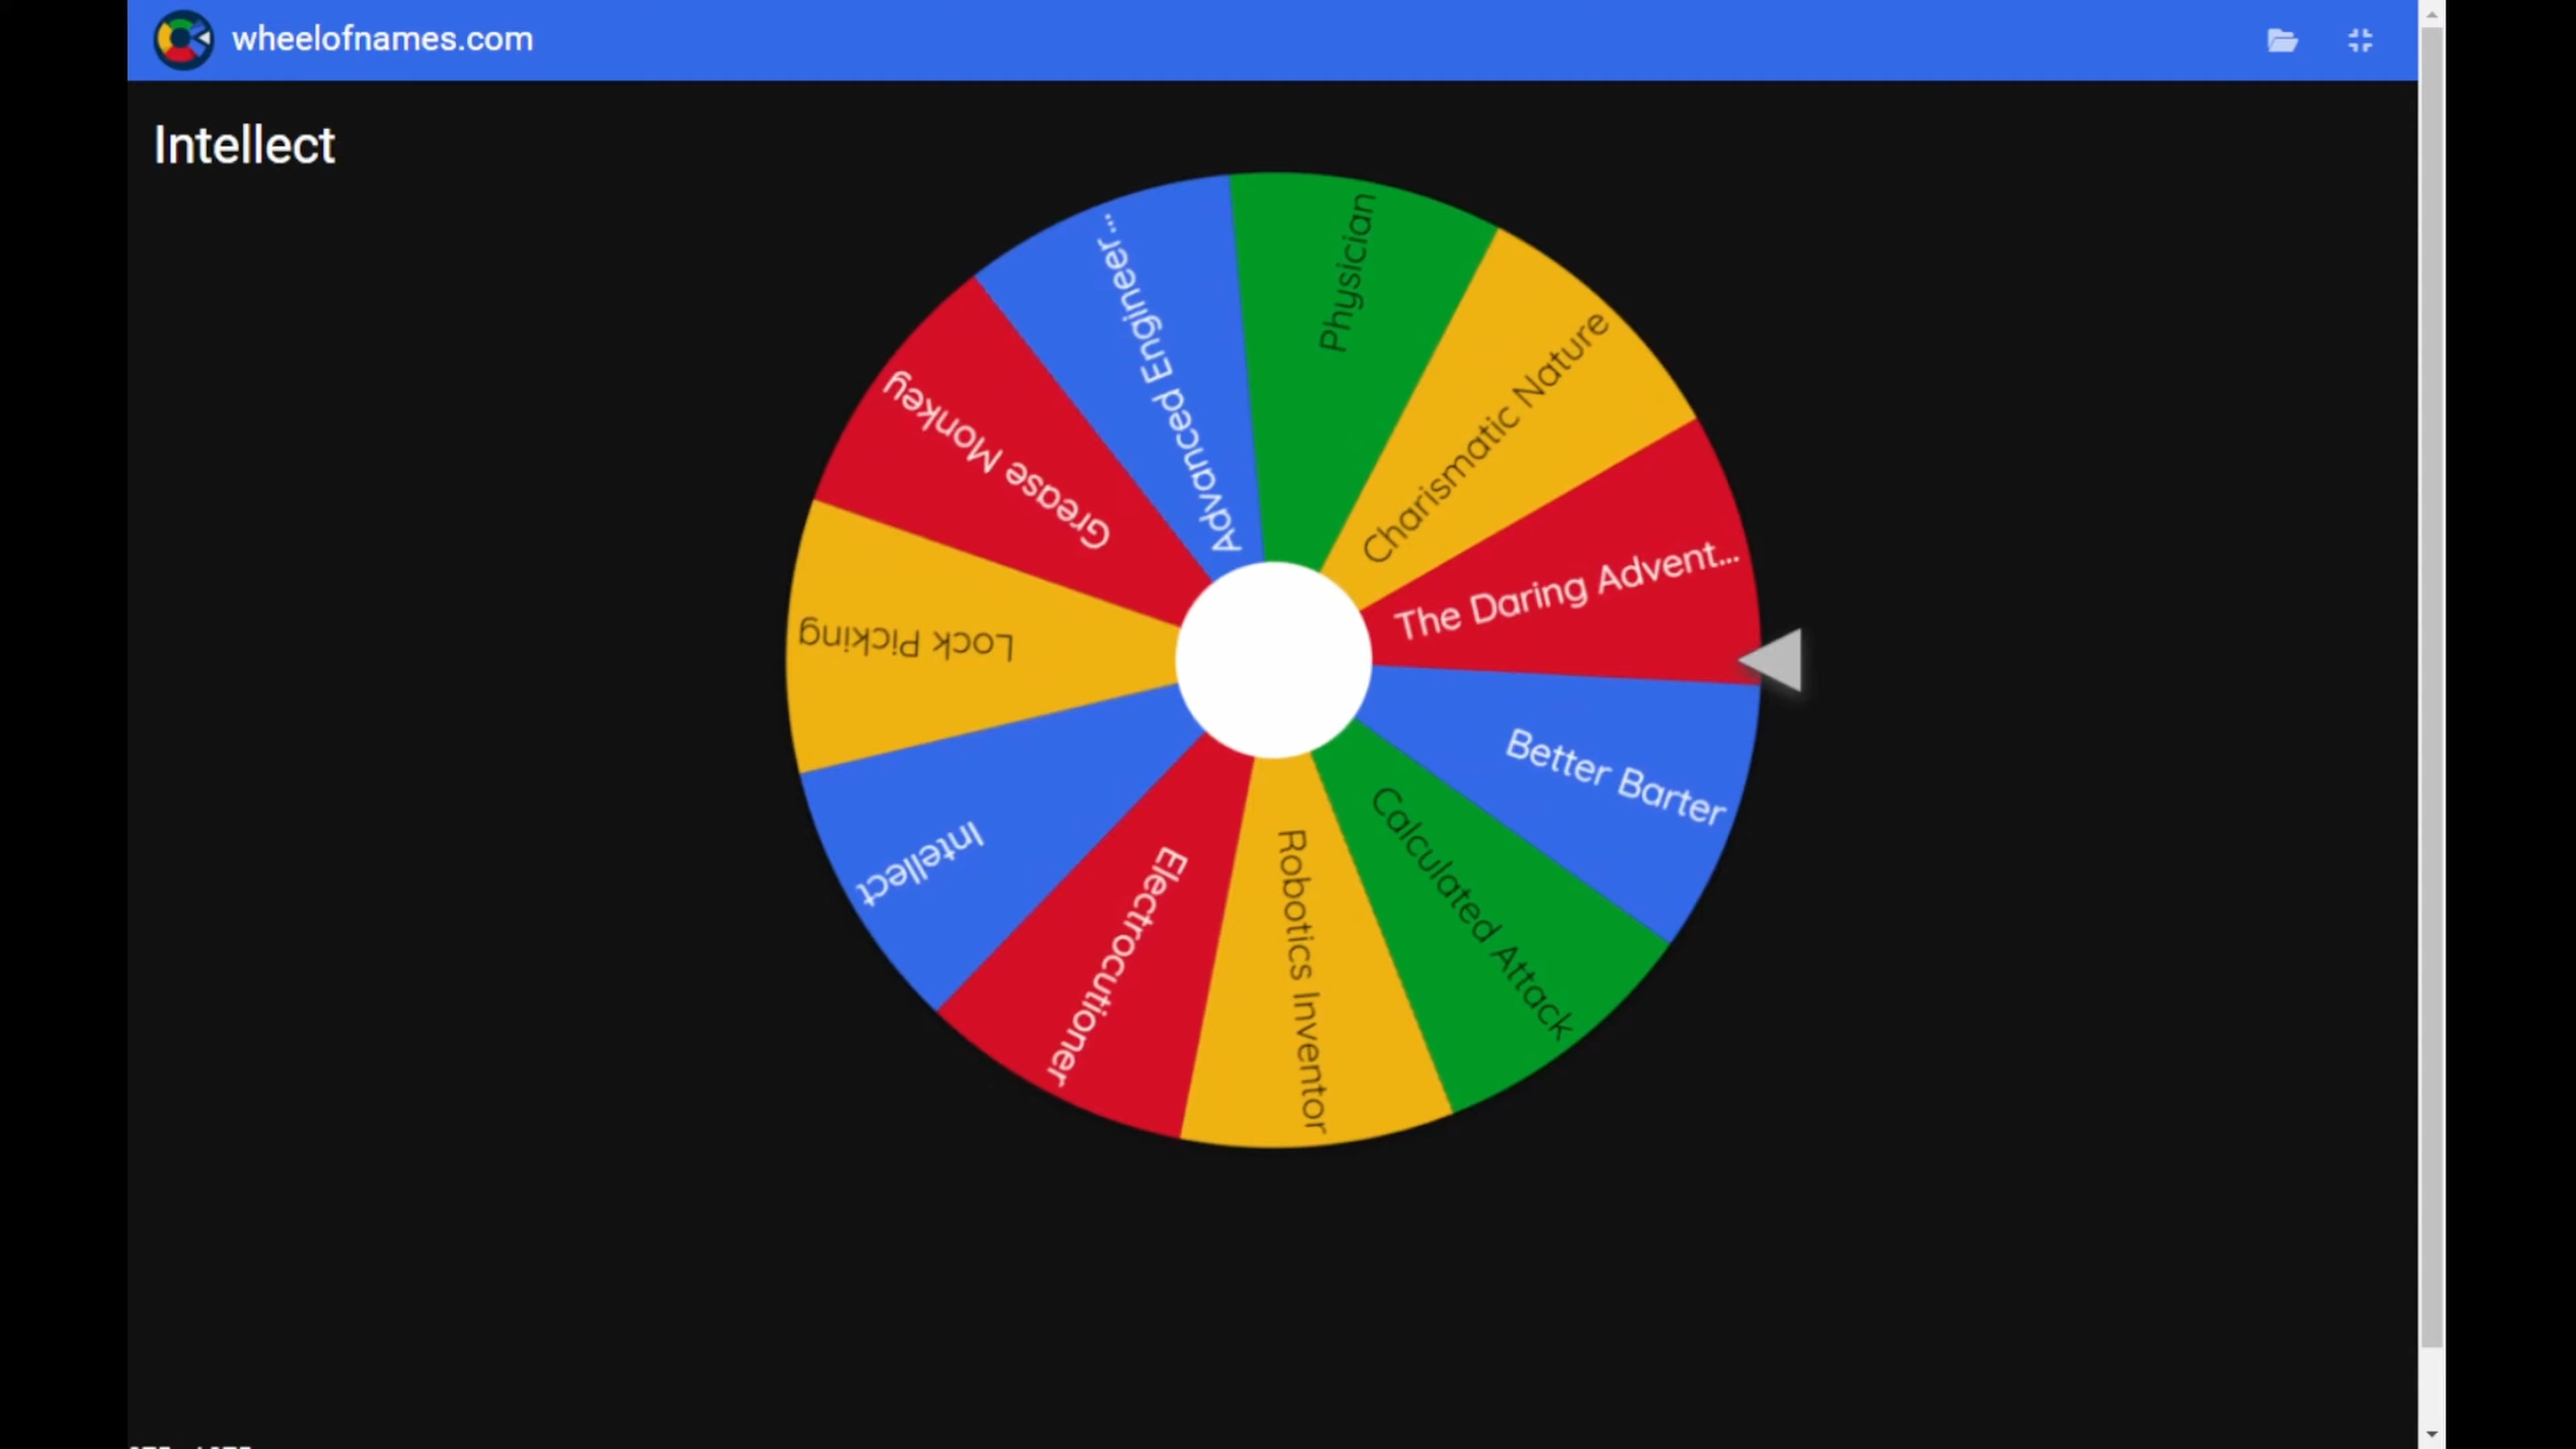 wheelofnames.com
Intellect
Physician
Charismatic Nature
The Daring Advent...
Better Barter
Calculated Attack
Robotics Inventor
Electrocutioner
Intellect
Lock Picking
Grease Monkey
Advanced Engineer...